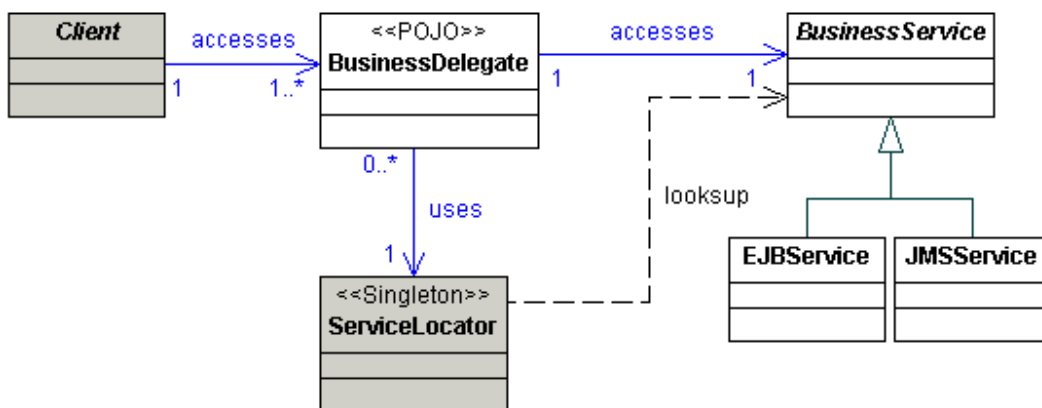 Client
accesses
1
1..*
<<POJO>>
BusinessDelegate
accesses
1
1
BusinessService
0..*
uses
1
looksup
<<Singleton>>
ServiceLocator
EJBService
JMSService